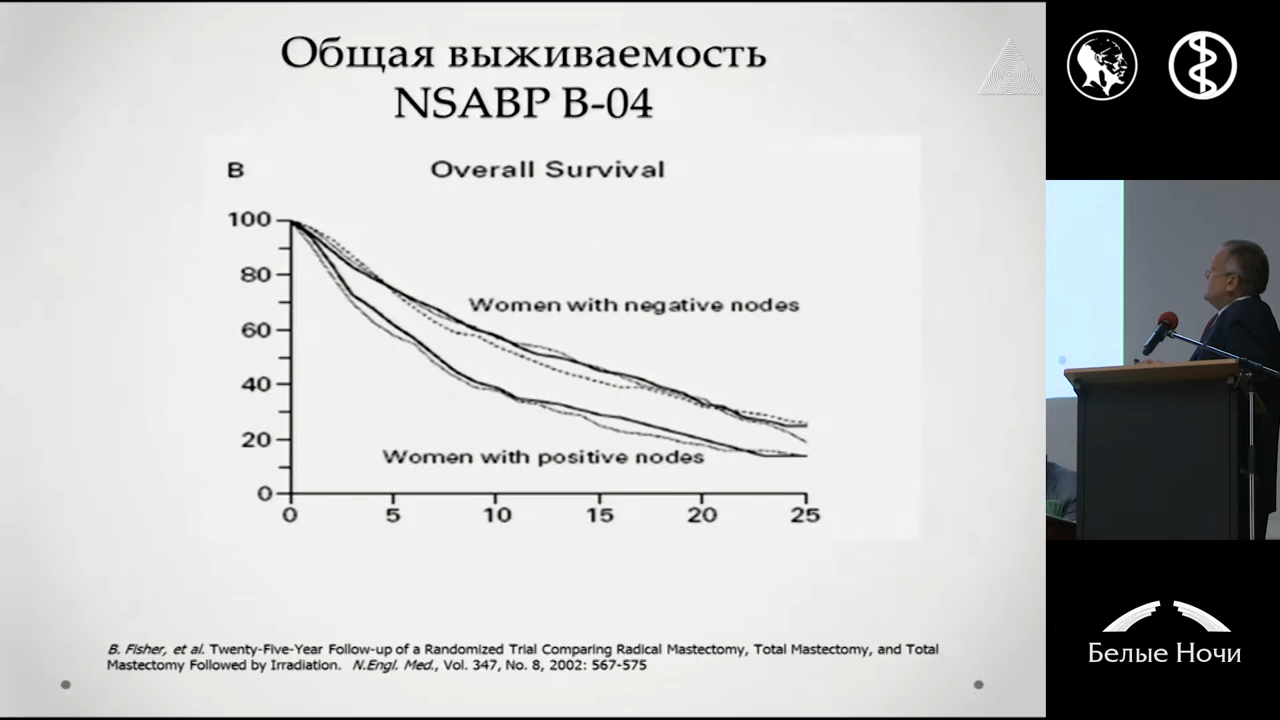 Общая выживаемость
NSABP B-04
B
Overall Survival
100
80
60
40
20
0
Women with negative nodes
Women with positive nodes
0 5 10 15 20 25
B. Fisher, et al. Twenty-Five-Year Follow-up of a Randomized Trial Comparing Radical Mastectomy, Total Mastectomy, and Total
Mastectomy Followed by Irradiation. N.Engl. Med., Vol. 347, No. 8, 2002: 567-575
Белые Ночи